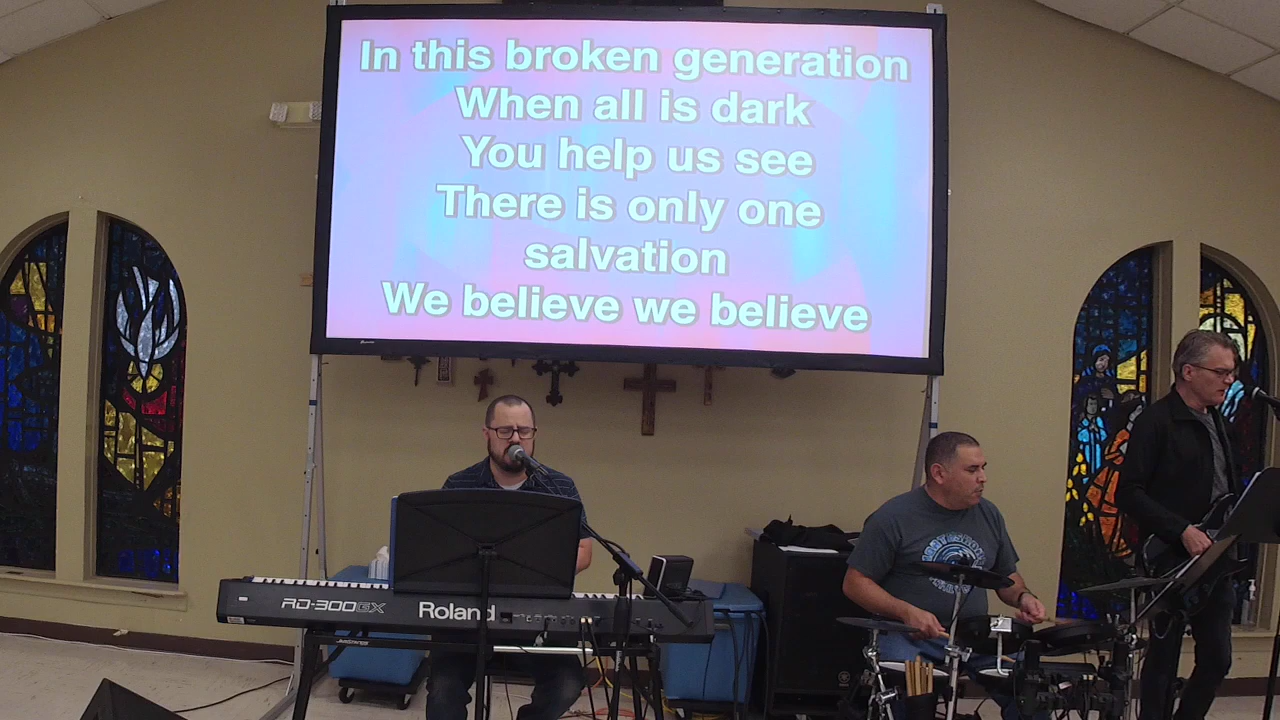 In this broken generation
When all is dark
You help us see
There is only one
salvation
We believe we believe
RD-300GX
Roland